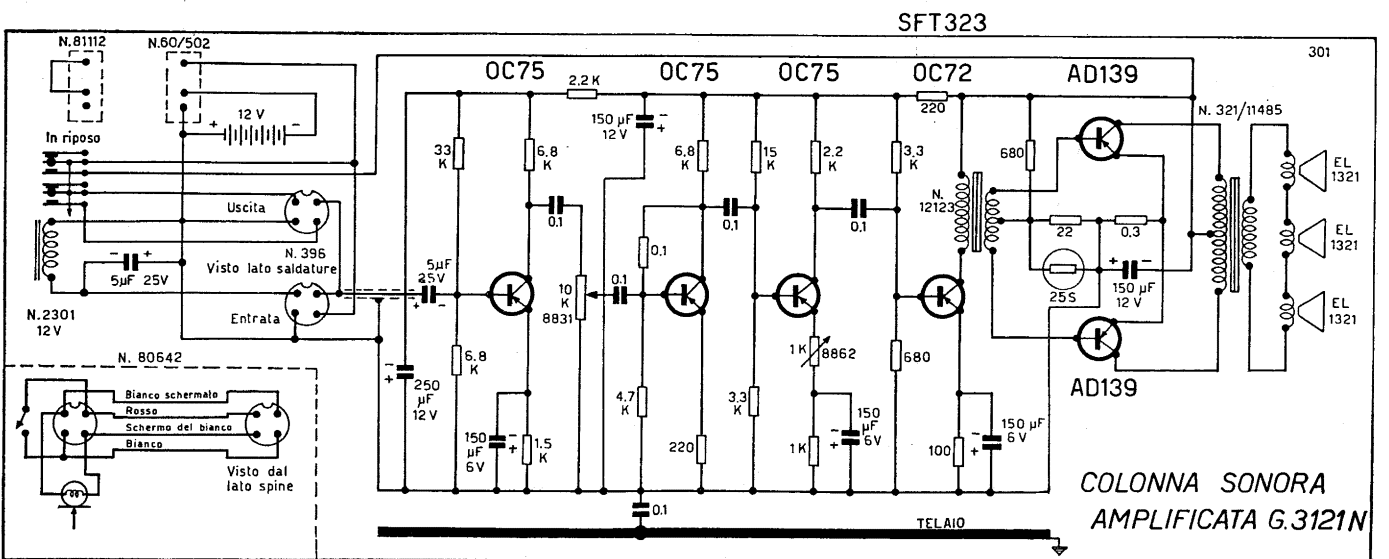 SFT323
301
N.81112
N.60/502
OC75
OC75
OC75
OC72
AD139
2,2K
150 µF
12V
220
N. 321/11485
12 V
In riposo
33
K
6,8
K
6,8
K
15
K
2,2
K
3,3
K
680
EL
1321
Uscita
0.1
0.1
0.1
0.1
N.
12123
22
0.3
EL
1321
N. 396
Visto lato saldature
5µF 25V
5µF
25V
10
K
8831
0.1
25S
150 µF
12V
EL
1321
Entrata
N.2301
12 V
1K
8862
680
N. 80642
6,8
K
250
µF
12V
4,7
K
3,3
K
AD139
Bianco schermato
Rosso
Schermo del bianco
Bianco
150
µF
6V
1,5
K
220
1K
150
µF
6V
100
150 µF
6V
Visto dal
lato spine
COLONNA SONORA
AMPLIFICATA G.3121N
0.1
TELAIO